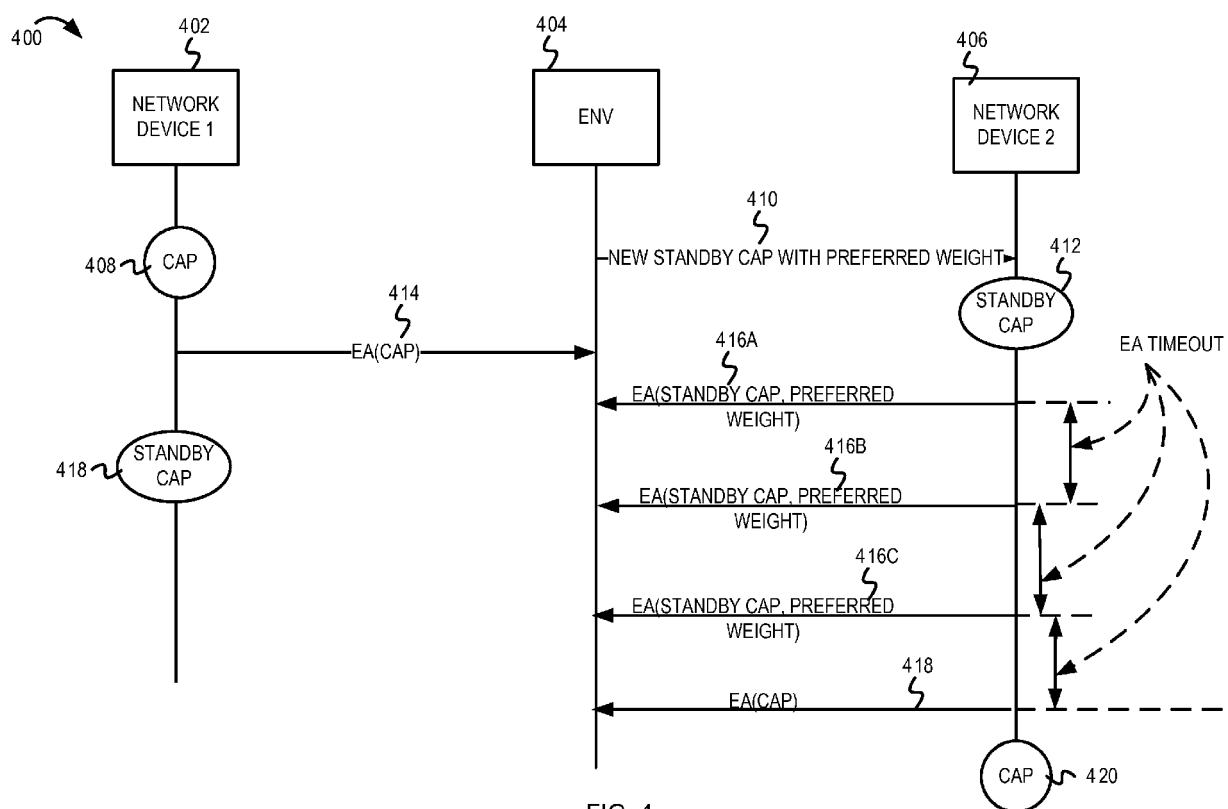 400
402
404
406
NETWORK
DEVICE 1
ENV
NETWORK
DEVICE 2
410
408
CAP
NEW STANDBY CAP WITH PREFERRED WEIGHT
412
STANDBY
CAP
414
EA(CAP)
416A
EA TIMEOUT
EA(STANDBY CAP, PREFERRED
WEIGHT)
418
STANDBY
CAP
416B
EA(STANDBY CAP, PREFERRED
WEIGHT)
416C
EA(STANDBY CAP, PREFERRED
WEIGHT)
418
EA(CAP)
CAP
420
FIG. 4